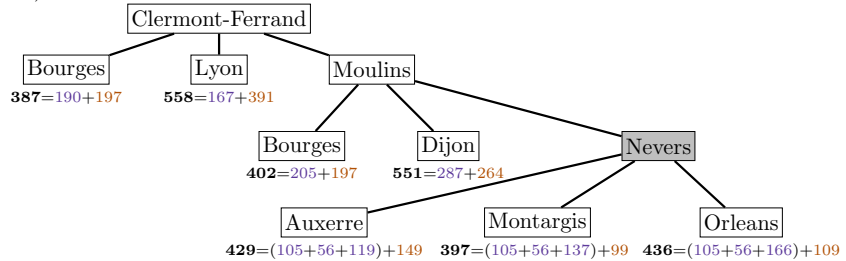 Clermont-Ferrand
Bourges Lyon Moulins
387=190+197 558=167+391
Bourges Dijon Nevers
402=205+197 551=287+264
Auxerre Montargis Orleans
429=(105+56+119)+149 397=(105+56+137)+99 436=(105+56+166)+109